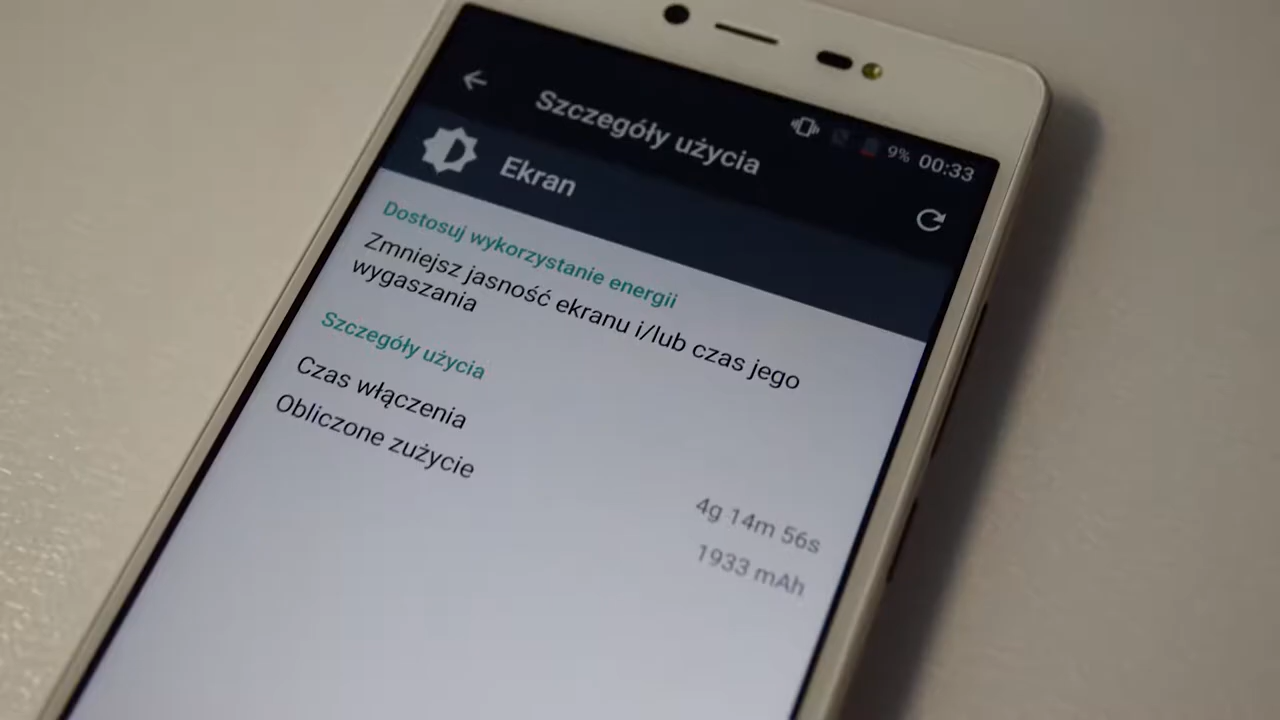 9% 00:33
Szczegóły użycia
Ekran
Dostosuj wykorzystanie energii
Zmniejsz jasność ekranu i/lub czas jego
wygaszania
Szczegóły użycia
Czas włączenia
4g 14m 56s
Obliczone zużycie
1933 mAh